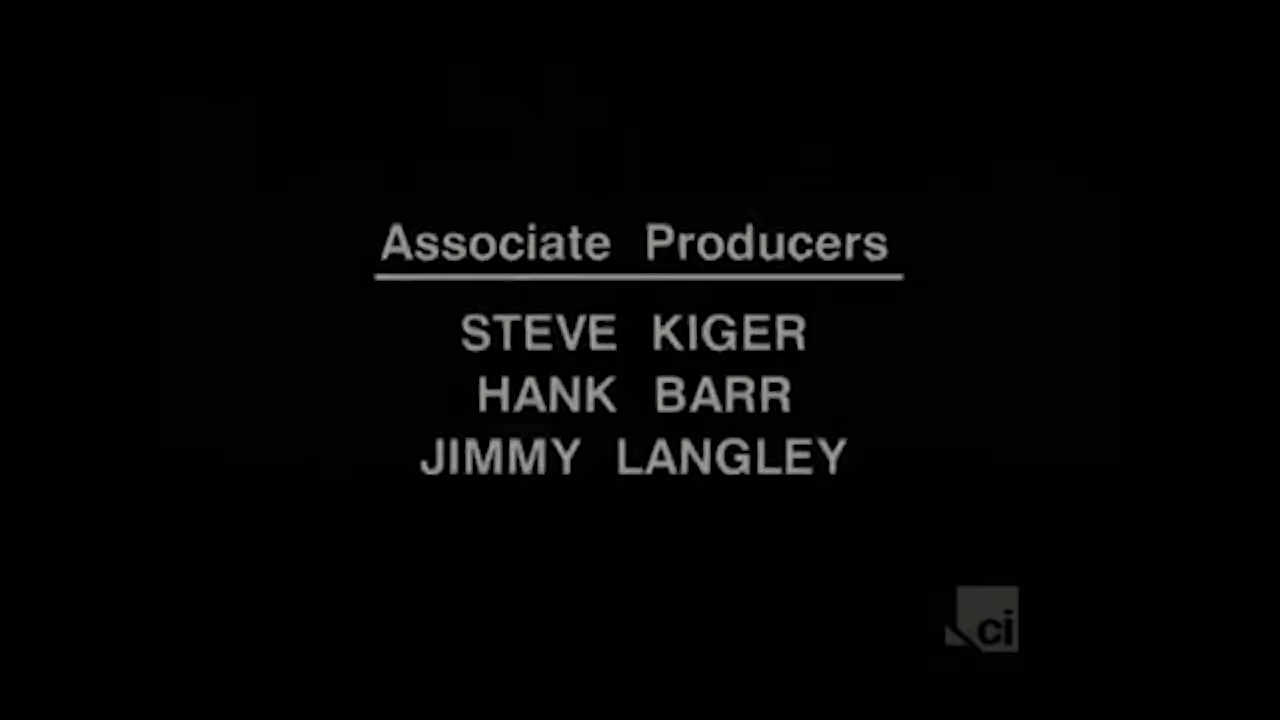 Associate Producers
STEVE KIGER
HANK BARR
JIMMY LANGLEY
ci